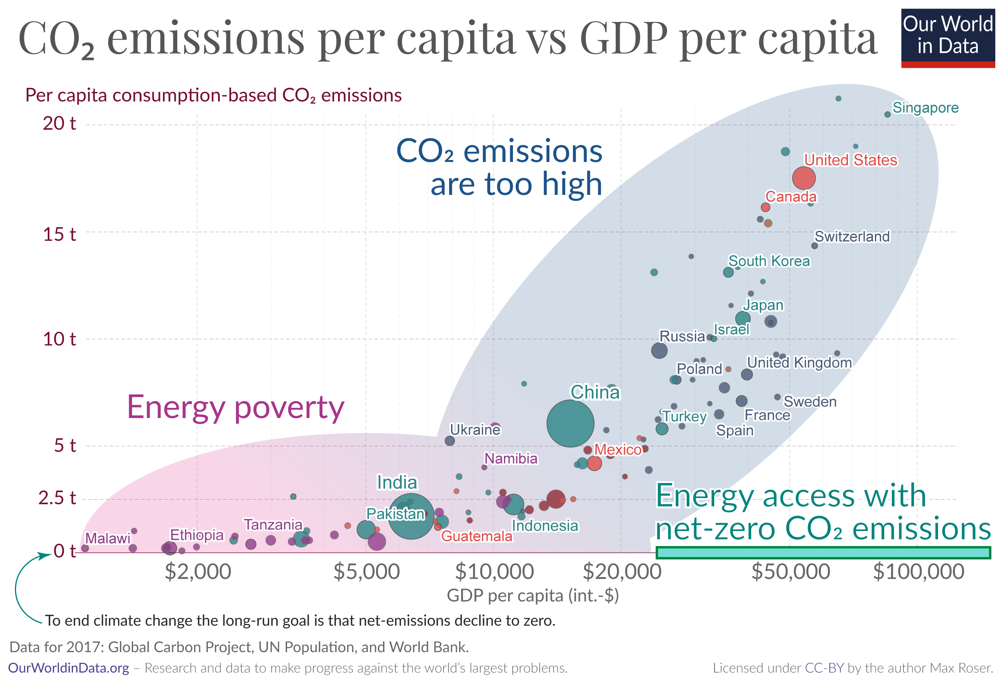 CO₂ emissions per capita vs GDP per capita
Our World
in Data
Per capita consumption-based CO₂ emissions
20 t
15 t
10 t
5 t
2.5 t
0 t
CO₂ emissions
are too high
Energy poverty
Energy access with
net-zero CO₂ emissions
Singapore
United States
Canada
Switzerland
South Korea
Japan
Israel
Russia
United Kingdom
Poland
China
Sweden
France
Turkey
Spain
Ukraine
Mexico
Namibia
India
Pakistan
Indonesia
Tanzania
Guatemala
Ethiopia
Malawi
$2,000
$5,000
$10,000
$20,000
$50,000
$100,000
GDP per capita (int.-$)
To end climate change the long-run goal is that net-emissions decline to zero.
Data for 2017: Global Carbon Project, UN Population, and World Bank.
OurWorldinData.org – Research and data to make progress against the world’s largest problems.
Licensed under CC-BY by the author Max Roser.